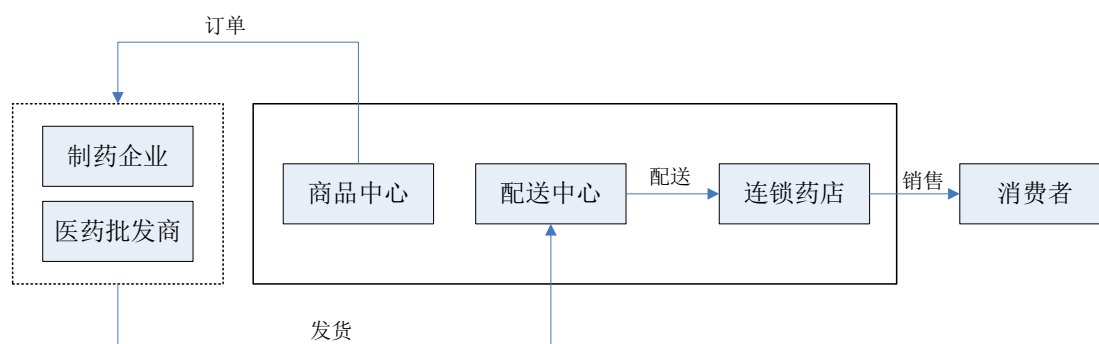 订单
制药企业
医药批发商
商品中心
配送中心
配送
连锁药店
销售
消费者
发货